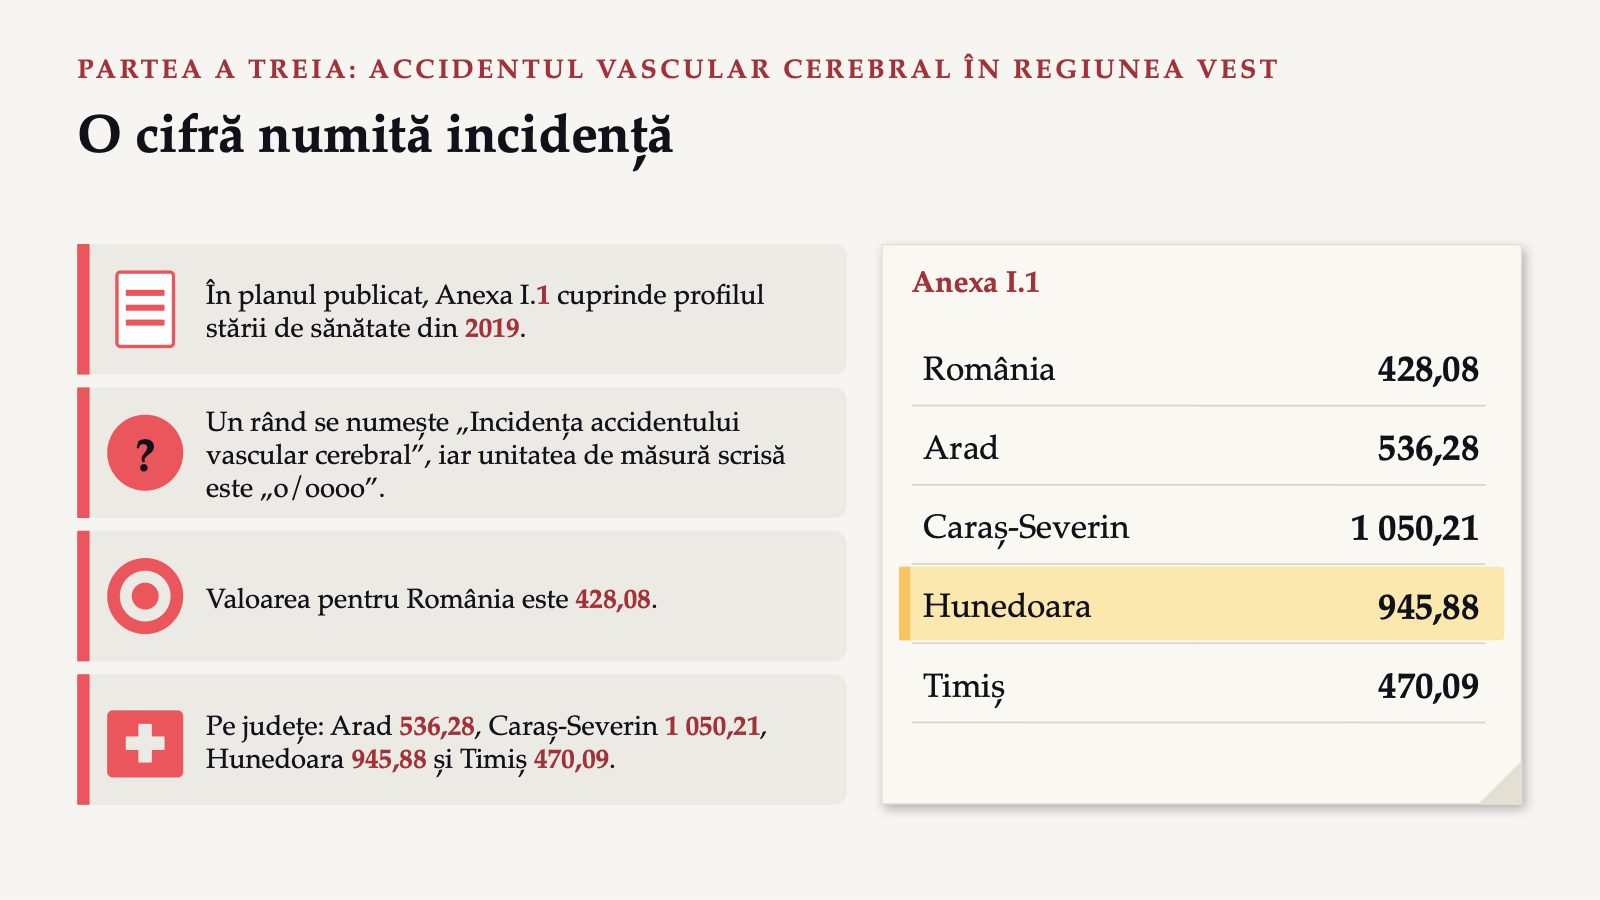 PARTEA A TREIA: ACCIDENTUL VASCULAR CEREBRAL ÎN REGIUNEA VEST
O cifră numită incidență
În planul publicat, Anexa I.1 cuprinde profilul
stării de sănătate din 2019.
?
Un rând se numește „Incidența accidentului
vascular cerebral”, iar unitatea de măsură scrisă
este „o/oooo”.
Valoarea pentru România este 428,08.
Pe județe: Arad 536,28, Caraș-Severin 1 050,21,
Hunedoara 945,88 și Timiș 470,09.
Anexa I.1
România 428,08
Arad 536,28
Caraș-Severin 1 050,21
Hunedoara 945,88
Timiș 470,09